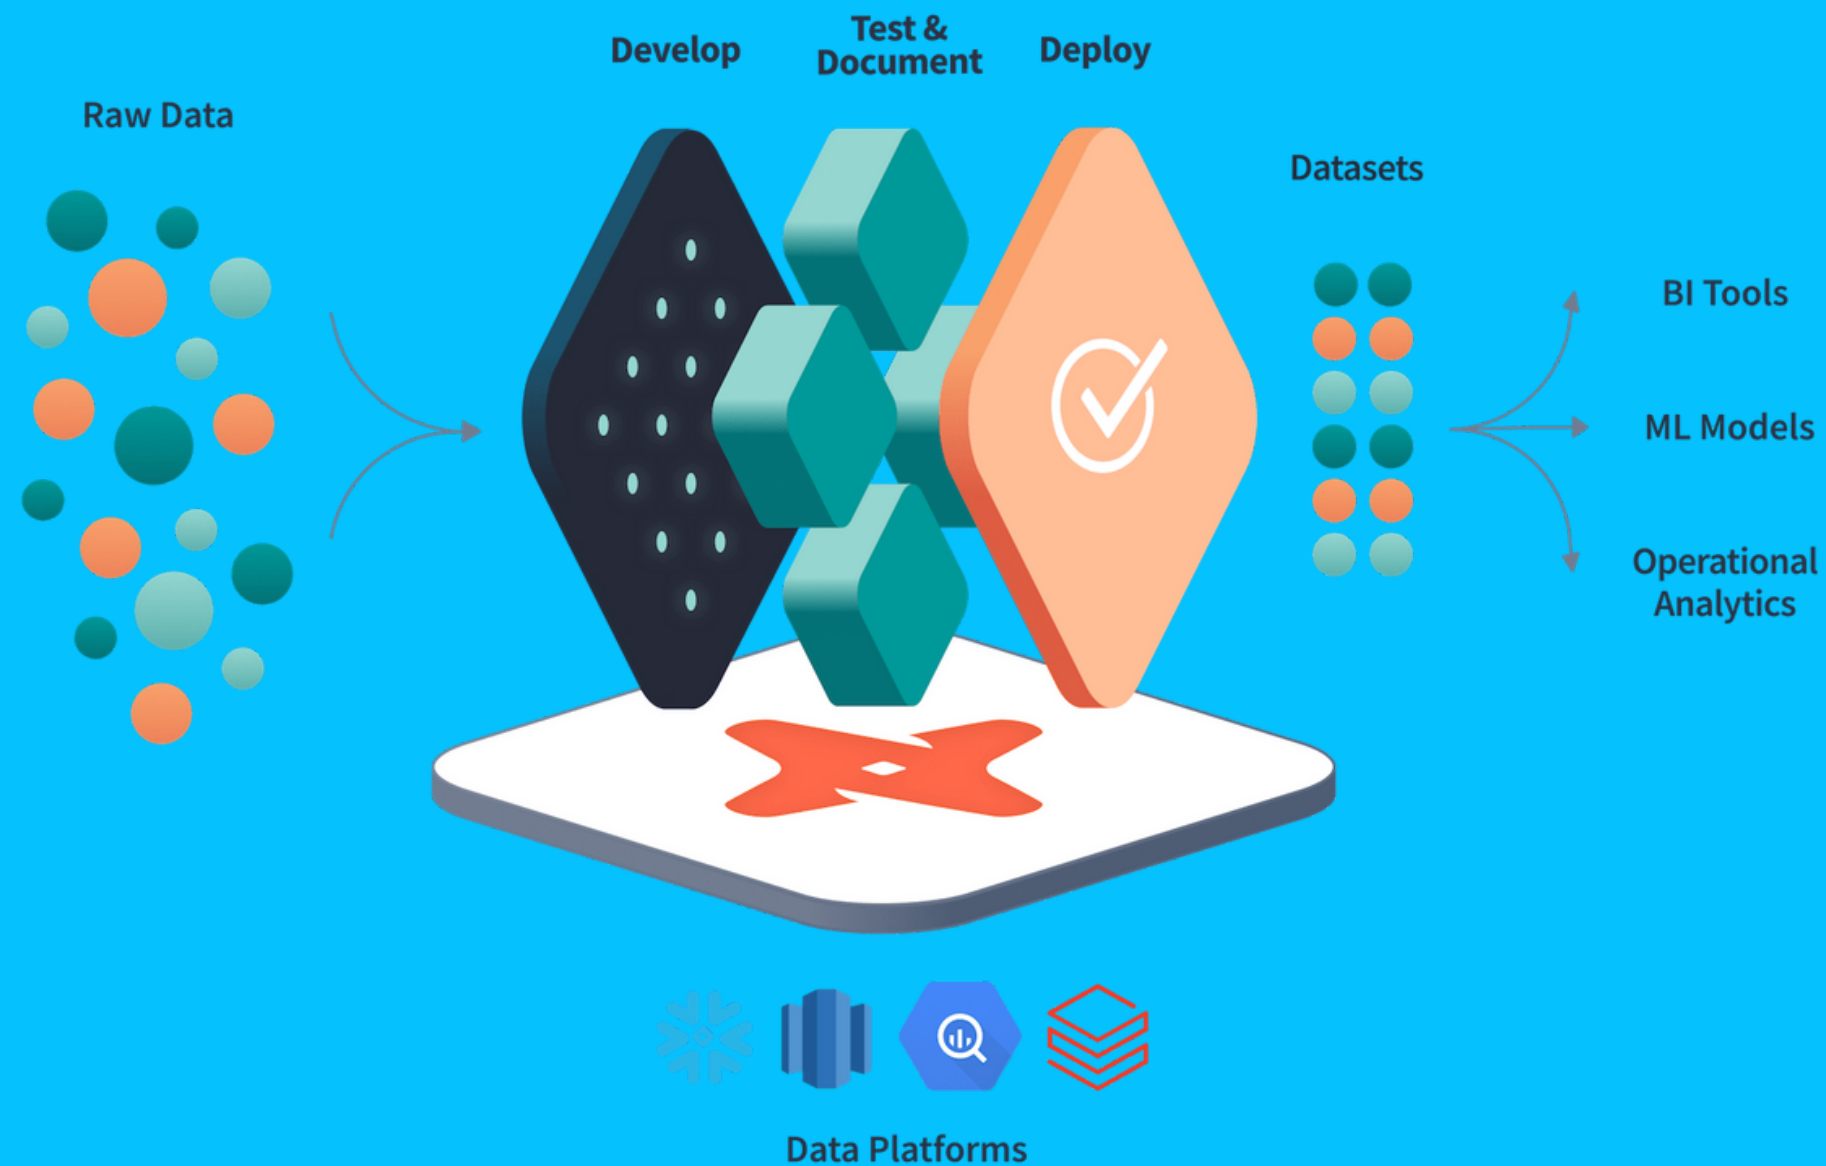 Raw Data
Develop
Test &
Document
Deploy
Datasets
BI Tools
ML Models
Operational
Analytics
Data Platforms